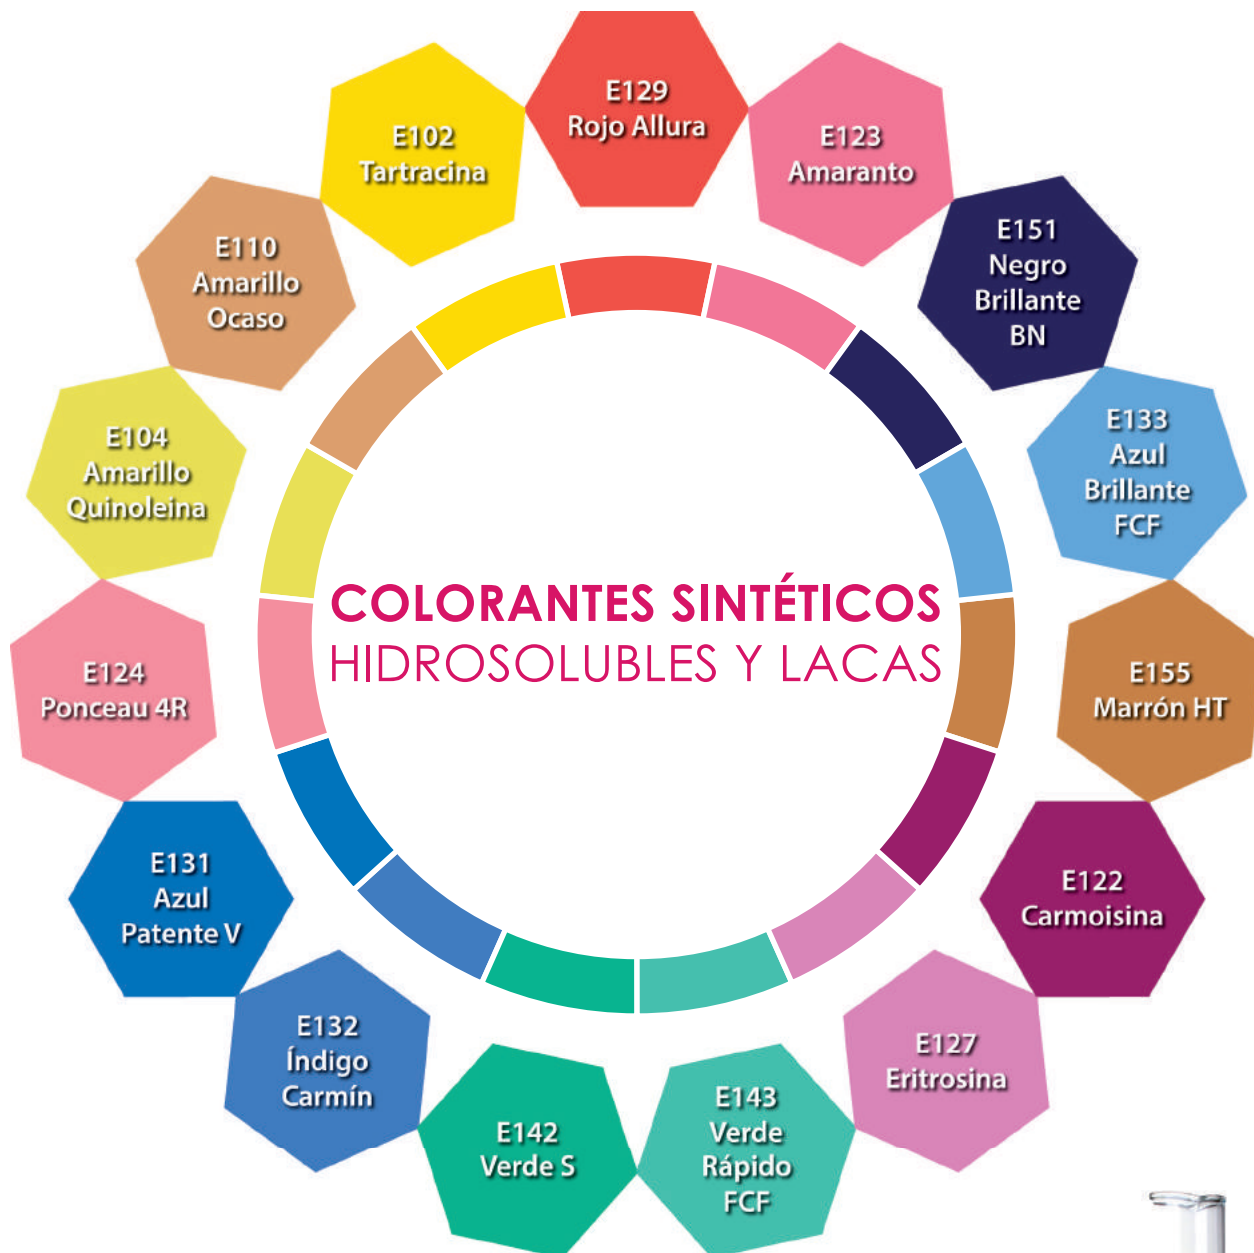 E129
Rojo Allura
E123
Amaranto
E151
Negro
Brillante
BN
E133
Azul
Brillante
FCF
E155
Marrón HT
E122
Carmoisina
E127
Eritrosina
E143
Verde
Rápido
FCF
E142
Verde S
E132
Índigo
Carmín
E131
Azul
Patente V
E124
Ponceau 4R
E104
Amarillo
Quinoleina
E110
Amarillo
Ocaso
E102
Tartracina
COLORANTES SINTÉTICOS
HIDROSOLUBLES Y LACAS